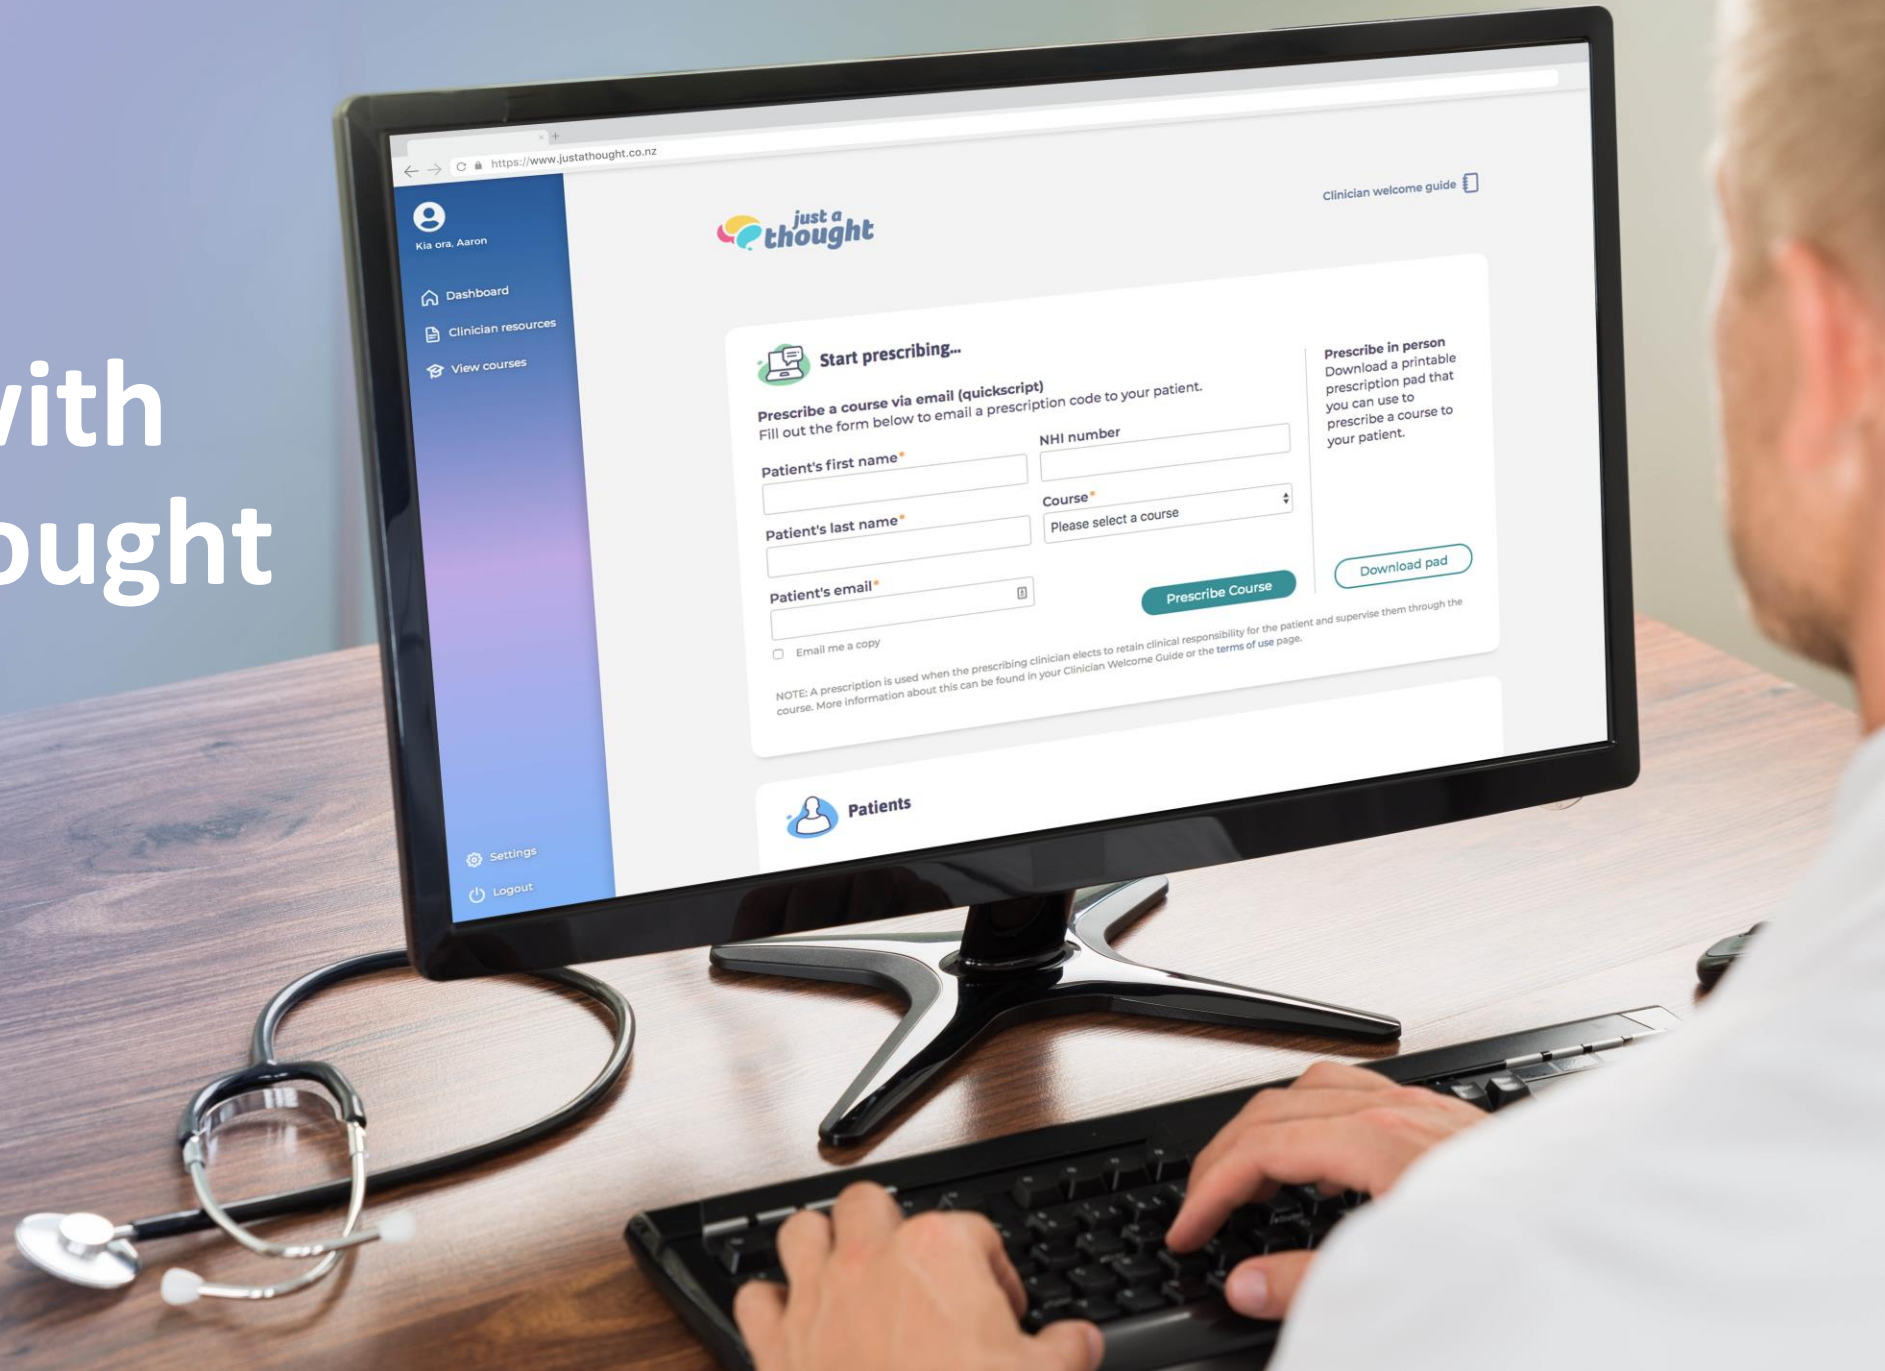 with
ought
https://www.justathought.co.nz
Kia ora, Aaron
Dashboard
Clinician resources
View courses
Settings
Logout
just a
thought
Clinician welcome guide
Start prescribing...
Prescribe a course via email (quickscript)
Fill out the form below to email a prescription code to your patient.
Patient's first name*
NHI number
Patient's last name*
Course*
Please select a course
Patient's email*
Prescribe Course
Email me a copy
NOTE: A prescription is used when the prescribing clinician elects to retain clinical responsibility for the patient and supervise them through the
course. More information about this can be found in your Clinician Welcome Guide or the terms of use page.
Prescribe in person
Download a printable
prescription pad that
you can use to
prescribe a course to
your patient.
Download pad
Patients